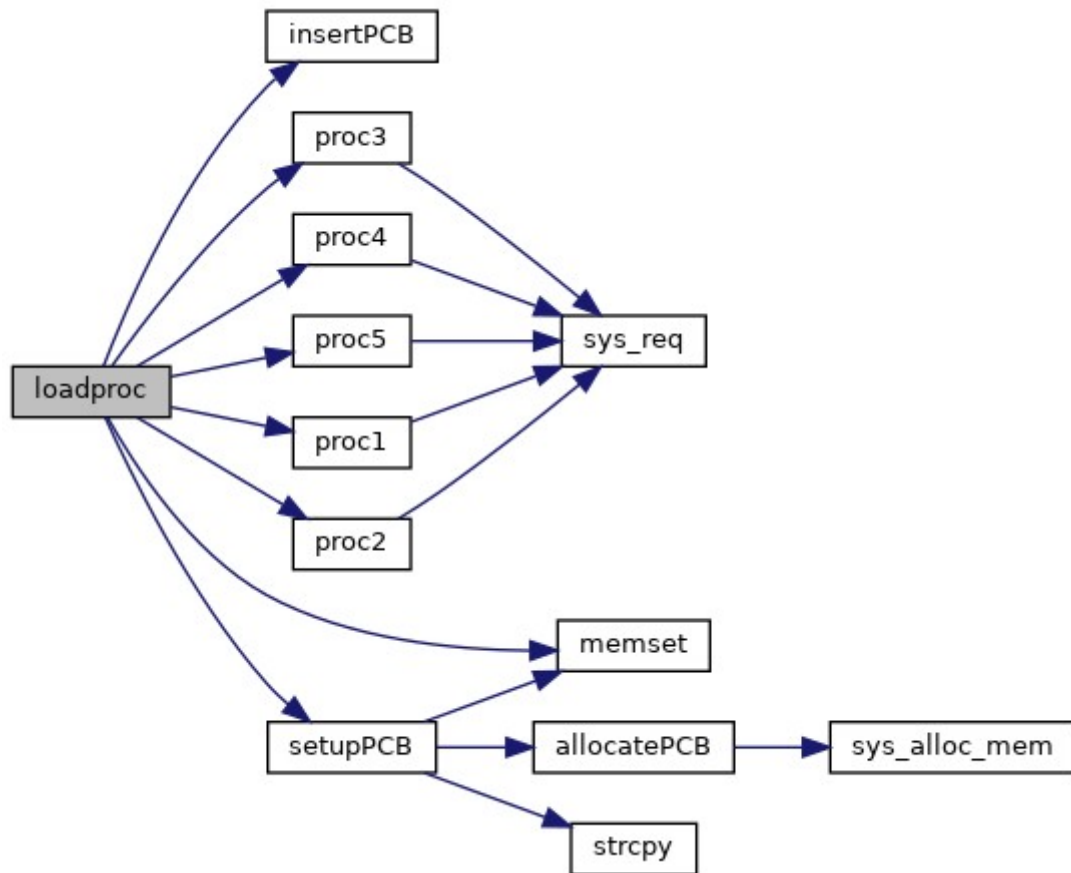 insertPCB
proc3
proc4
proc5
sys_req
loadproc
proc1
proc2
memset
setupPCB
allocatePCB
sys_alloc_mem
strcpy